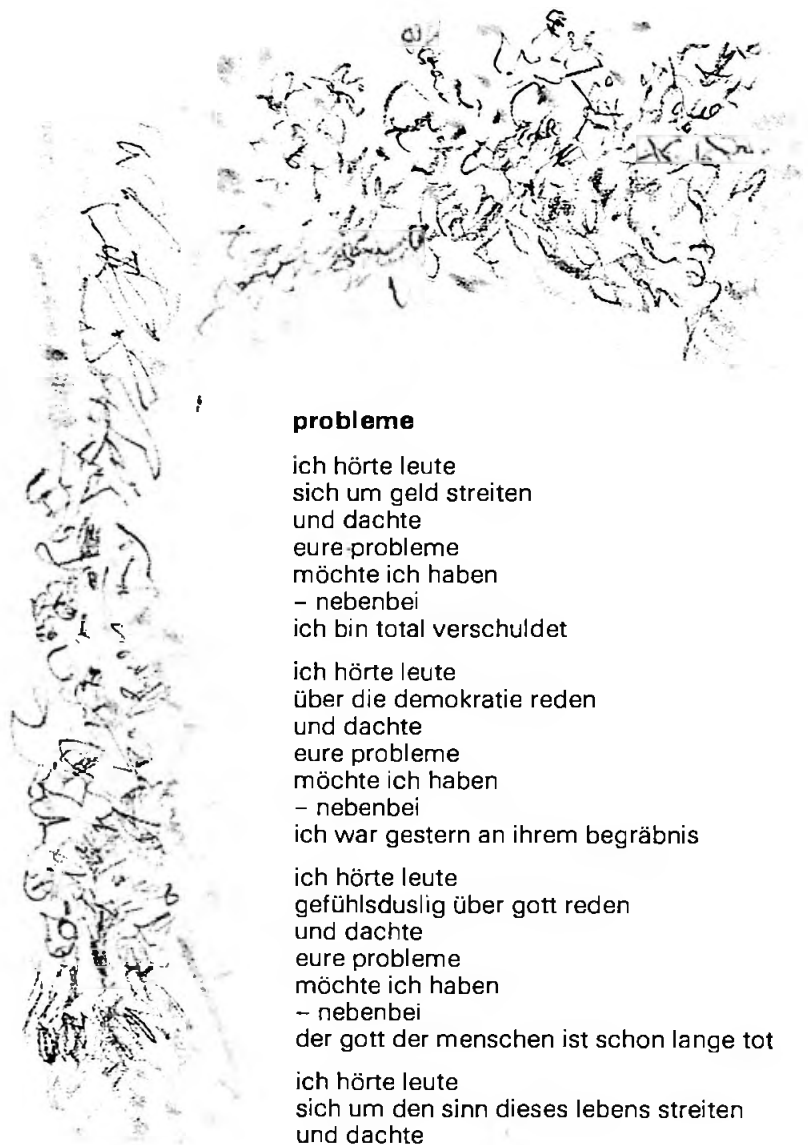 probleme
ich hörte leute
sich um geld streiten
und dachte
eure probleme
möchte ich haben
– nebenbei
ich bin total verschuldet
ich hörte leute
über die demokratie reden
und dachte
eure probleme
möchte ich haben
– nebenbei
ich war gestern an ihrem begräbnis
ich hörte leute
gefühlsduslig über gott reden
und dachte
eure probleme
möchte ich haben
– nebenbei
der gott der menschen ist schon lange tot
ich hörte leute
sich um den sinn dieses lebens streiten
und dachte